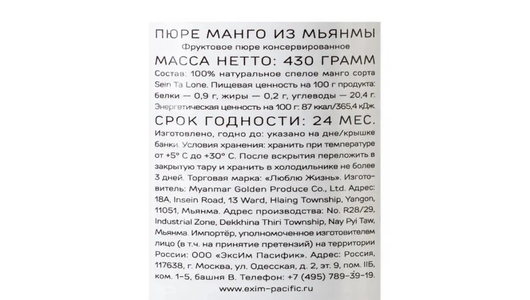 ПЮРЕ МАНГО ИЗ МЬЯНМЫ
Фруктовое пюре консервированное
МАССА НЕТТО: 430 ГРАММ
Состав: 100% натуральное спелое манго сорта
Sein Ta Lone. Пищевая ценность на 100 г продукта:
белки — 0,9 г, жиры — 0,2 г, углеводы — 20,4 г.
Энергетическая ценность на 100 г: 87 ккал/365,4 кДж.
СРОК ГОДНОСТИ: 24 МЕС.
Изготовлено, годно до: указано на дне/крышке
банки. Условия хранения: хранить при температуре
от +5° С до +30° С. После вскрытия переложить в
закрытую тару и хранить в холодильнике не более
3 дней. Торговая марка: «Люблю Жизнь». Изгото-
витель: Myanmar Golden Produce Co., Ltd. Адрес:
18A, Insein Road, 13 Ward, Hlaing Township, Yangon,
11051, Мьянма. Адрес производства: No. R28/29,
Industrial Zone, Dekkhina Thiri Township, Nay Pyi Taw,
Мьянма. Импортёр, уполномоченное изготовителем
лицо (в т.ч. на принятие претензий) на территории
России: ООО «ЭксИм Пасифик». Адрес: Россия,
117638, г. Москва, ул. Одесская, д. 2, эт. 9, пом. IIБ,
ком. 1-5, башня В. Телефон: +7 (495) 789-39-19.
www.exim-pacific.ru